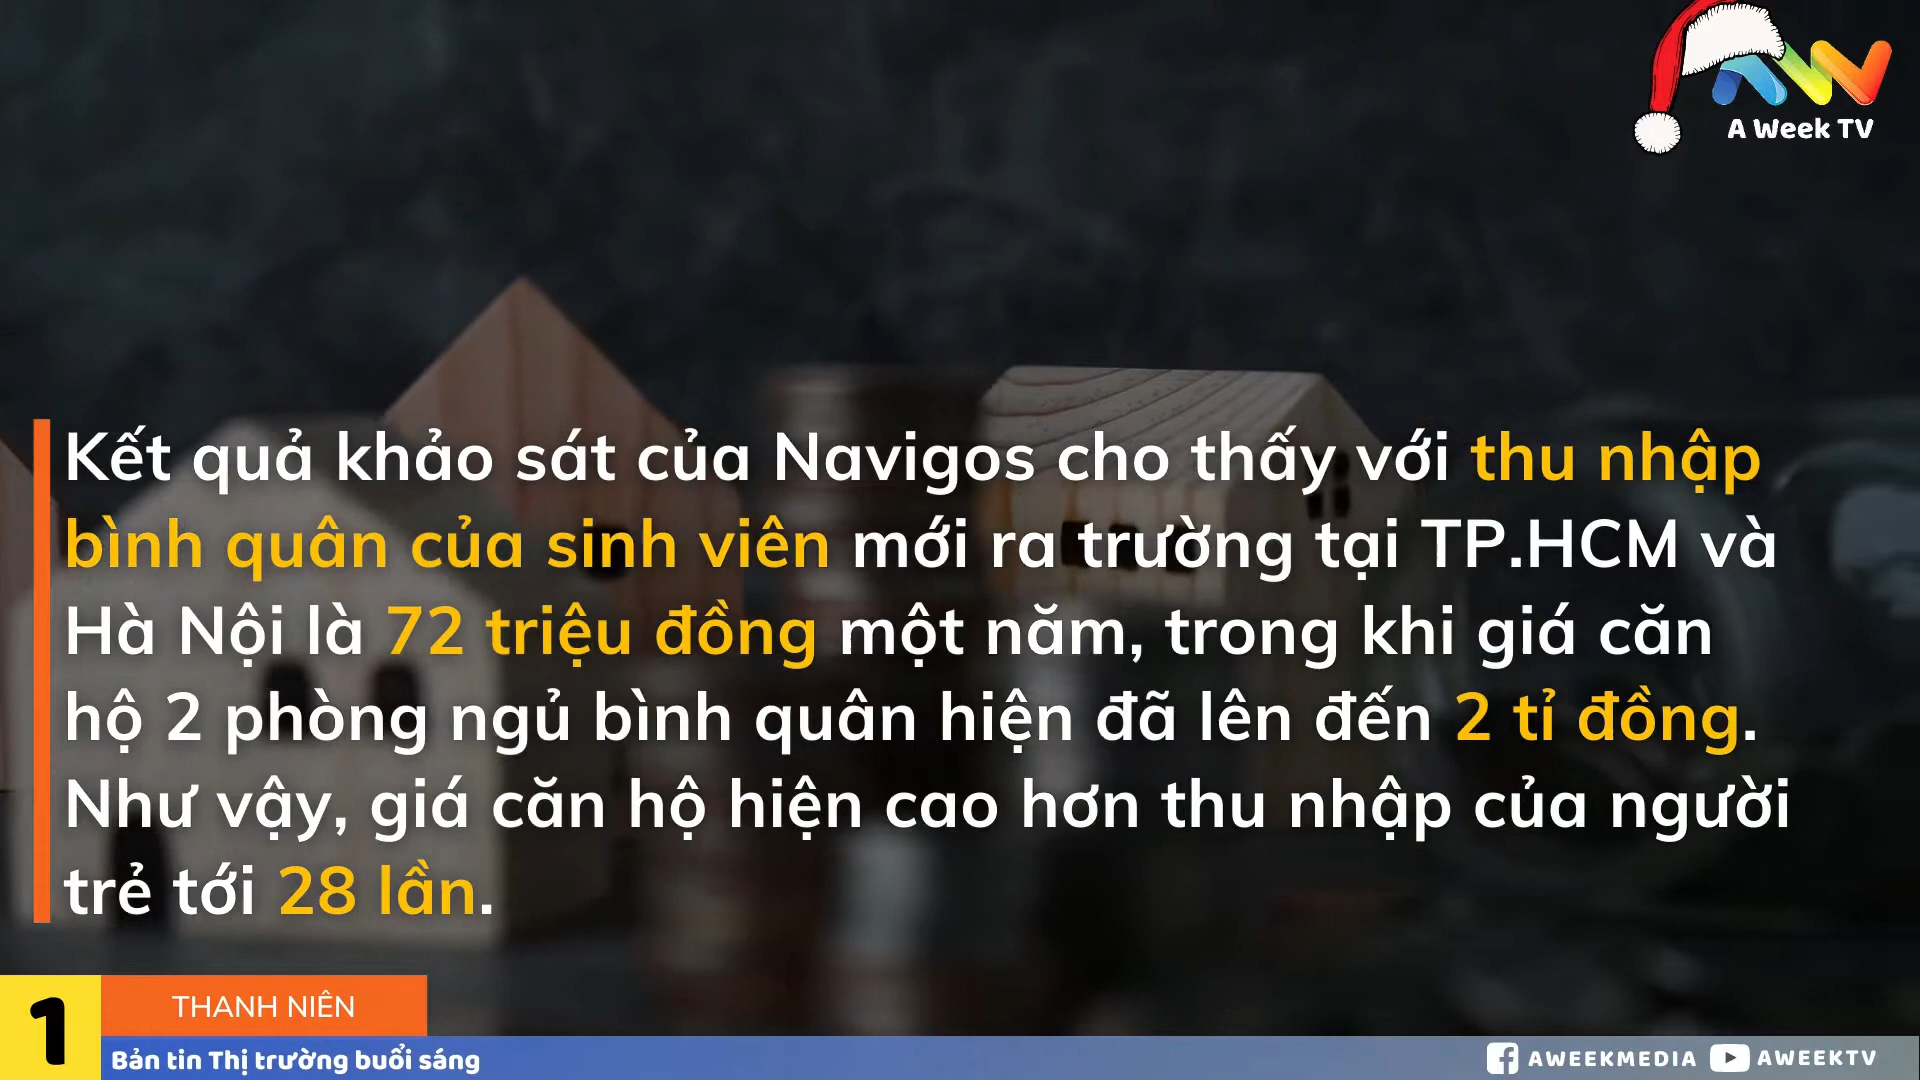 AW
A Week TV
Kết quả khảo sát của Navigos cho thấy với thu nhập
bình quân của sinh viên mới ra trường tại TP.HCM và
Hà Nội là 72 triệu đồng một năm, trong khi giá căn
hộ 2 phòng ngủ bình quân hiện đã lên đến 2 tỉ đồng.
Như vậy, giá căn hộ hiện cao hơn thu nhập của người
trẻ tới 28 lần.
1
THANH NIÊN
Bản tin Thị trường buổi sáng
AWEEKMEDIA AWEEKTV